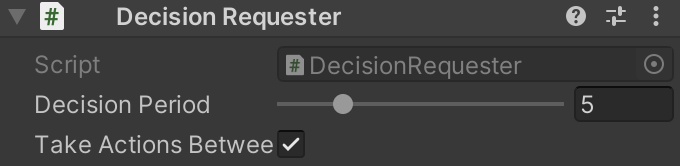 Decision Requester
Script DecisionRequester
Decision Period 5
Take Actions Betwee